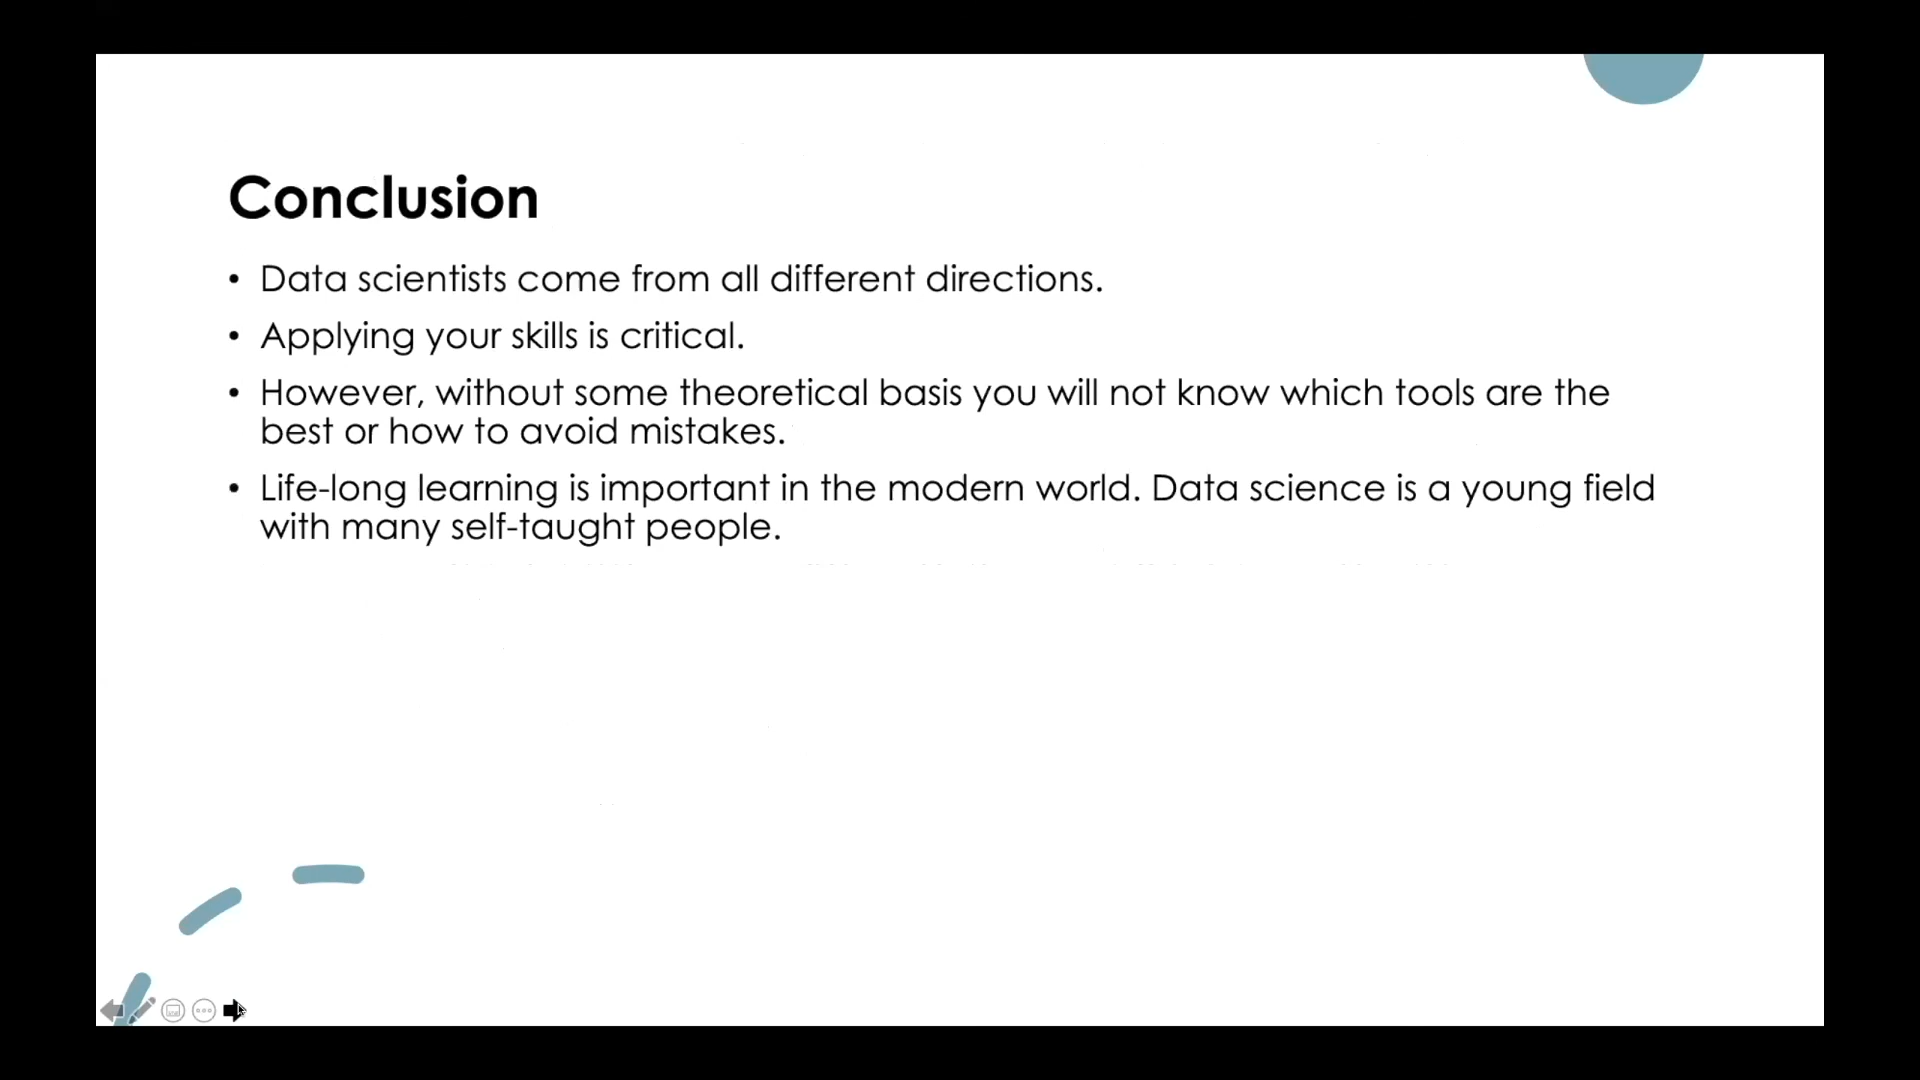 Conclusion
• Data scientists come from all different directions.
• Applying your skills is critical.
• However, without some theoretical basis you will not know which tools are the
best or how to avoid mistakes.
• Life-long learning is important in the modern world. Data science is a young field
with many self-taught people.